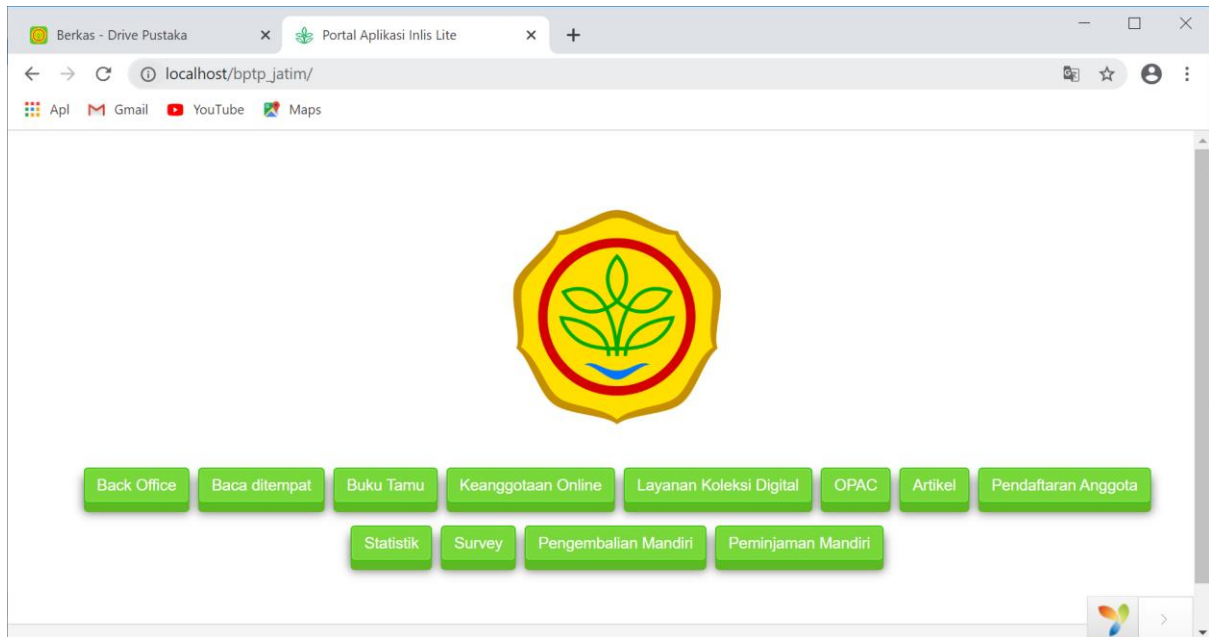 Berkas - Drive Pustaka
Portal Aplikasi Inlis Lite
localhost/bptp_jatim/
Apl Gmail YouTube Maps
Back Office Baca ditempat Buku Tamu Keanggotaan Online Layanan Koleksi Digital OPAC Artikel Pendaftaran Anggota
Statistik Survey Pengembalian Mandiri Peminjaman Mandiri